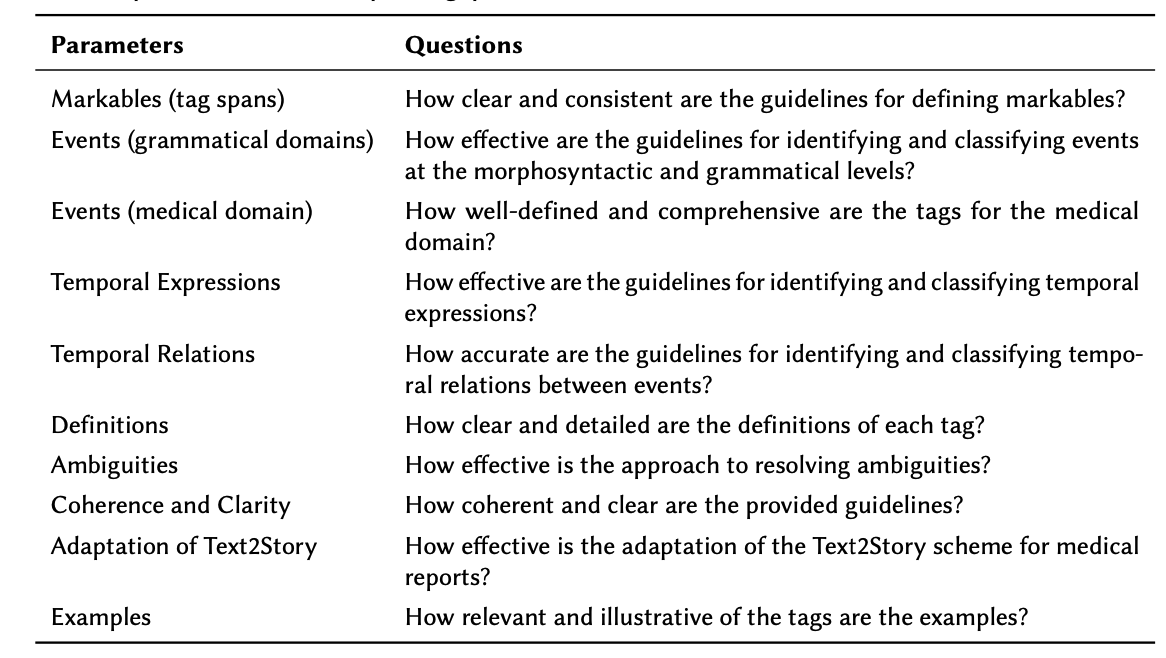 Parameters Questions
Markables (tag spans) How clear and consistent are the guidelines for defining markables?
Events (grammatical domains) How effective are the guidelines for identifying and classifying events
at the morphosyntactic and grammatical levels?
Events (medical domain) How well-defined and comprehensive are the tags for the medical
domain?
Temporal Expressions How effective are the guidelines for identifying and classifying temporal
expressions?
Temporal Relations How accurate are the guidelines for identifying and classifying tempo-
ral relations between events?
Definitions How clear and detailed are the definitions of each tag?
Ambiguities How effective is the approach to resolving ambiguities?
Coherence and Clarity How coherent and clear are the provided guidelines?
Adaptation of Text2Story How effective is the adaptation of the Text2Story scheme for medical
reports?
Examples How relevant and illustrative of the tags are the examples?